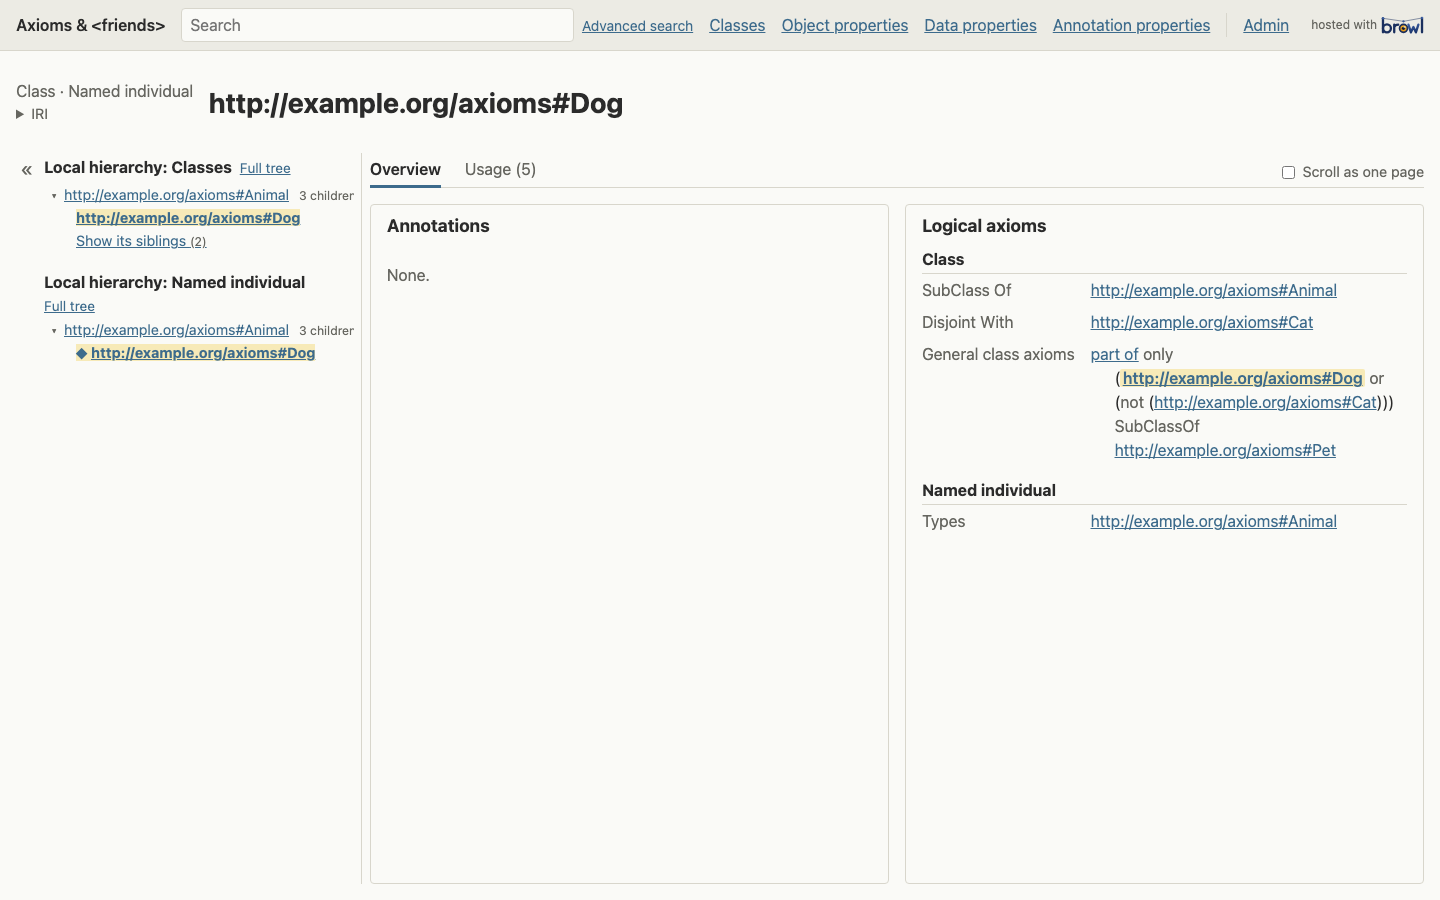 Axioms & <friends>
Search
Advanced search
Classes
Object properties
Data properties
Annotation properties
Admin
hosted with browl
Class · Named individual
IRI
http://example.org/axioms#Dog
«
Local hierarchy: Classes Full tree
http://example.org/axioms#Animal 3 children
http://example.org/axioms#Dog
Show its siblings (2)
Local hierarchy: Named individual
Full tree
http://example.org/axioms#Animal 3 children
http://example.org/axioms#Dog
Overview
Usage (5)
Scroll as one page
Annotations
None.
Logical axioms
Class
SubClass Of http://example.org/axioms#Animal
Disjoint With http://example.org/axioms#Cat
General class axioms part of only
(http://example.org/axioms#Dog or
(not (http://example.org/axioms#Cat)))
SubClassOf
http://example.org/axioms#Pet
Named individual
Types http://example.org/axioms#Animal